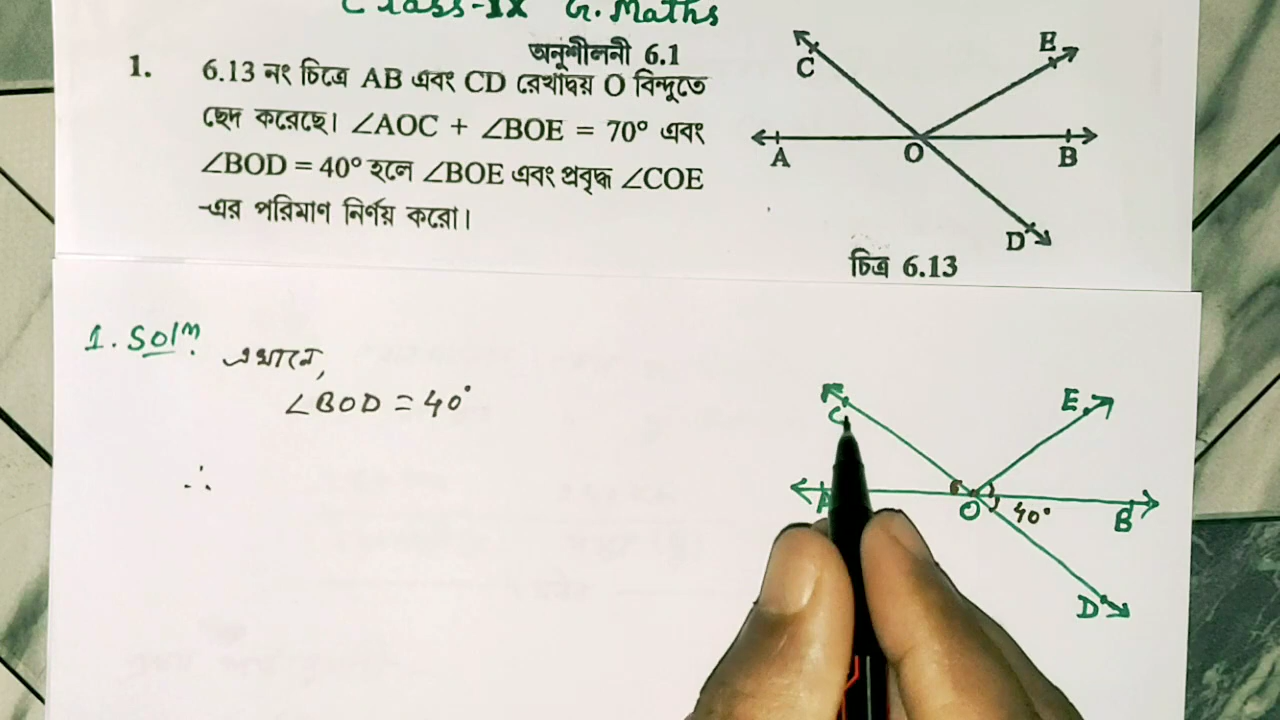 Class-IX G. Maths
অনুশীলনী 6.1
1. 6.13 নং চিত্রে AB এবং CD রেখাদ্বয় O বিন্দুতে
ছেদ করেছে। ∠AOC + ∠BOE = 70° এবং
∠BOD = 40° হলে ∠BOE এবং প্রবৃদ্ধ ∠COE
-এর পরিমাণ নির্ণয় করো।
C
E
A
O
B
D
চিত্র 6.13
1. Solⁿ.
এখানে,
∠BOD = 40°
∴
C
E
A
O
40°
B
D